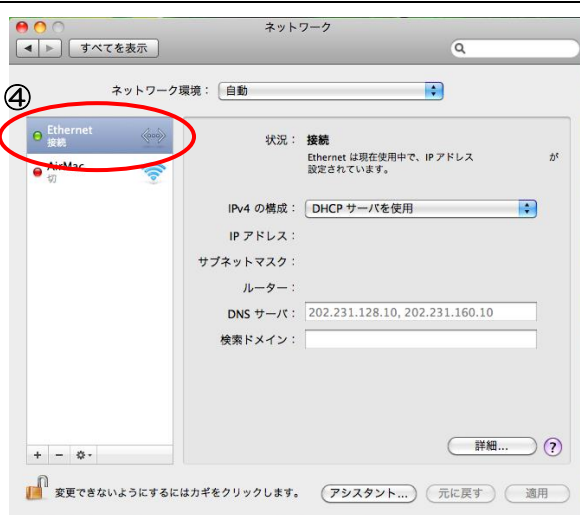 ネットワーク
すべてを表示
④
ネットワーク環境： 自動
Ethernet
接続
AirMac
切
状況： 接続
Ethernet は現在使用中で、IP アドレス が
設定されています。
IPv4 の構成： DHCP サーバを使用
IP アドレス：
サブネットマスク：
ルーター：
DNS サーバ： 202.231.128.10, 202.231.160.10
検索ドメイン：
詳細... ?
+ −
変更できないようにするにはカギをクリックします。 アシスタント... 元に戻す 適用